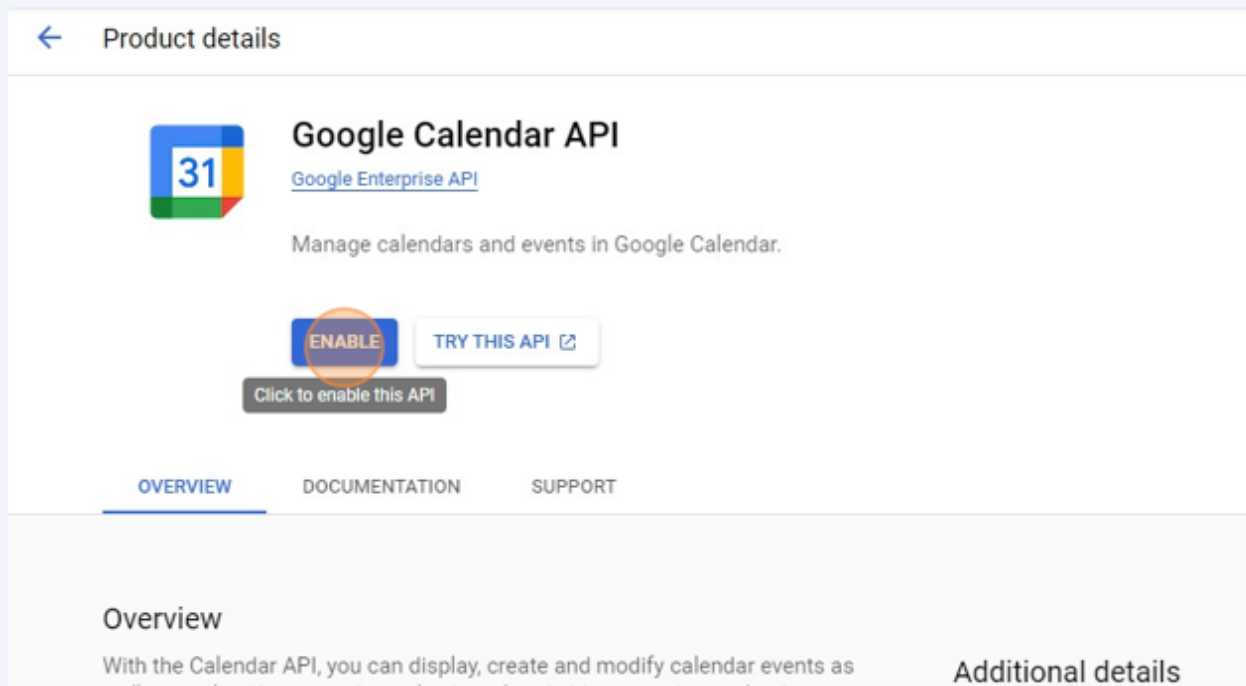 Product details
31
Google Calendar API
Google Enterprise API
Manage calendars and events in Google Calendar.
ENABLE
TRY THIS API
Click to enable this API
OVERVIEW
DOCUMENTATION
SUPPORT
Overview
With the Calendar API, you can display, create and modify calendar events as
Additional details